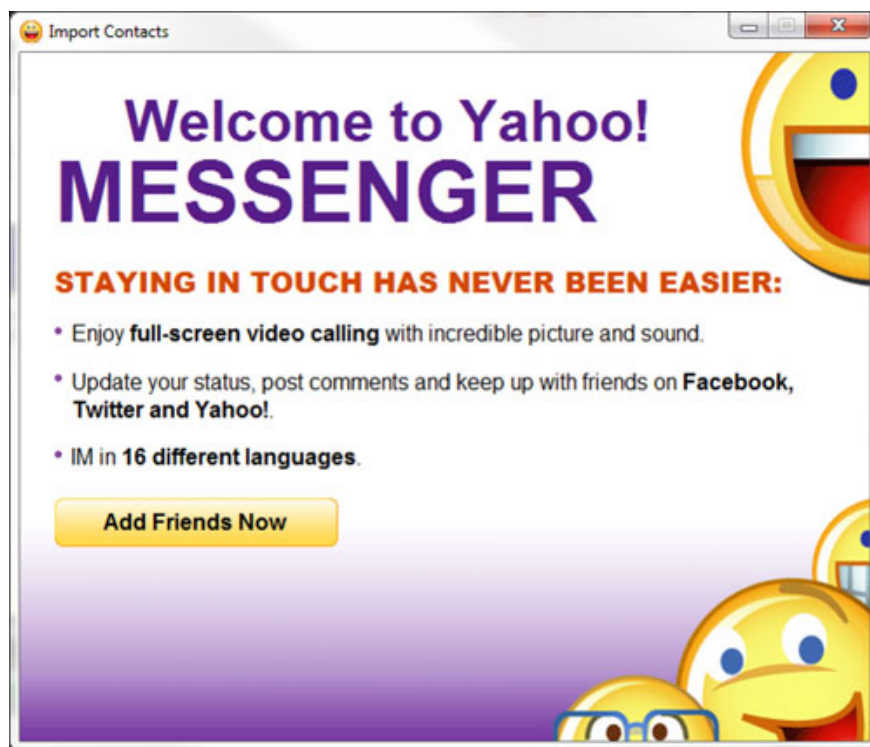 Import Contacts
Welcome to Yahoo!
MESSENGER
STAYING IN TOUCH HAS NEVER BEEN EASIER:
• Enjoy full-screen video calling with incredible picture and sound.
• Update your status, post comments and keep up with friends on Facebook,
Twitter and Yahoo!.
• IM in 16 different languages.
Add Friends Now